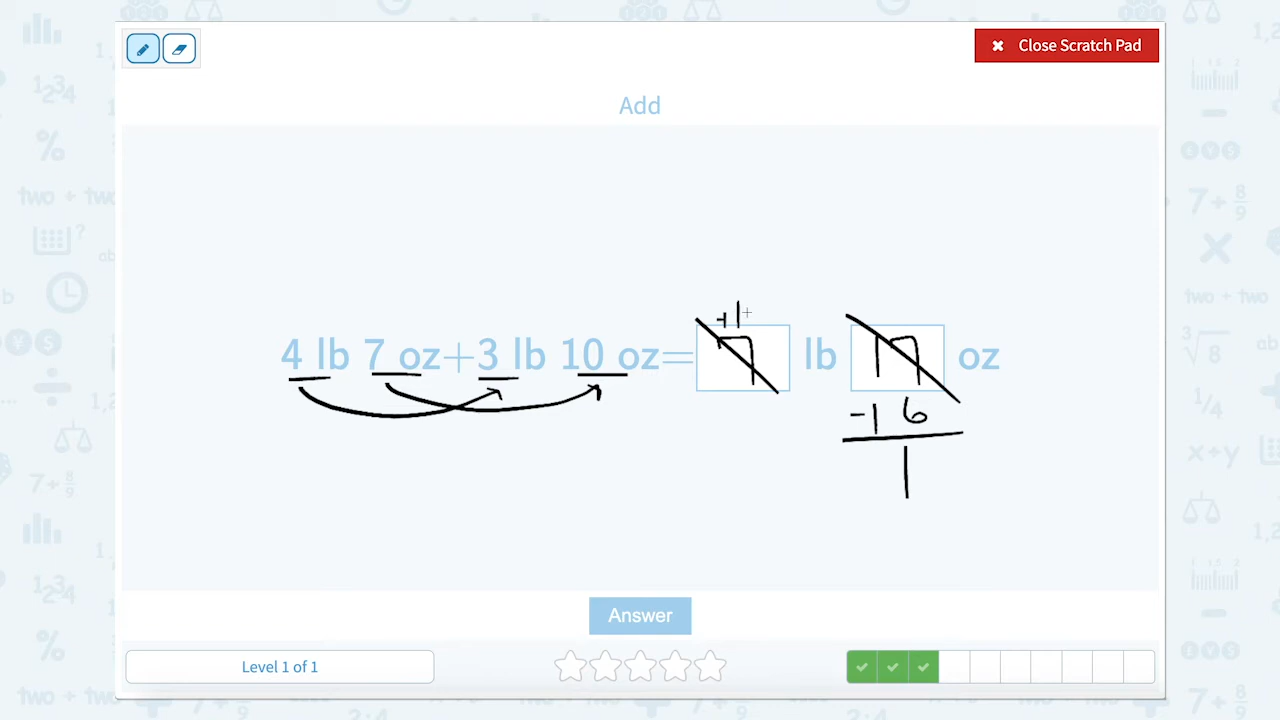 Close Scratch Pad
Add
+1
4 lb 7 oz+3 lb 10 oz= 7 lb 17 oz
-16
1
Answer
Level 1 of 1